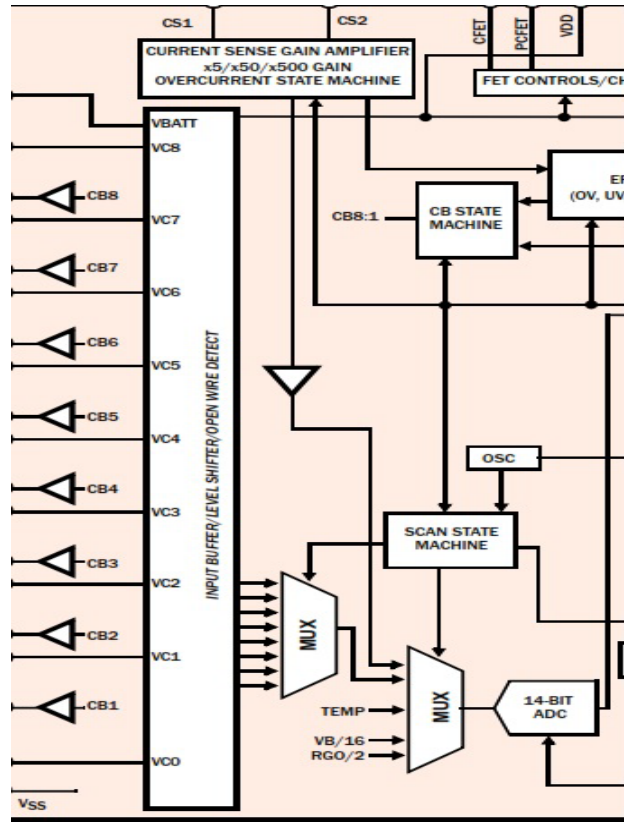 CS1
CS2
CFET
PCFET
VDD
CURRENT SENSE GAIN AMPLIFIER
x5/x50/x500 GAIN
OVERCURRENT STATE MACHINE
FET CONTROLS/CH
VBATT
VC8
CB8
VC7
CB7
VC6
CB6
VC5
CB5
VC4
CB4
VC3
CB3
VC2
CB2
VC1
CB1
VC0
VSS
INPUT BUFFER/LEVEL SHIFTER/OPEN WIRE DETECT
CB8:1
CB STATE
MACHINE
(OV, UV
OSC
SCAN STATE
MACHINE
MUX
MUX
TEMP
VB/16
RGO/2
14-BIT
ADC